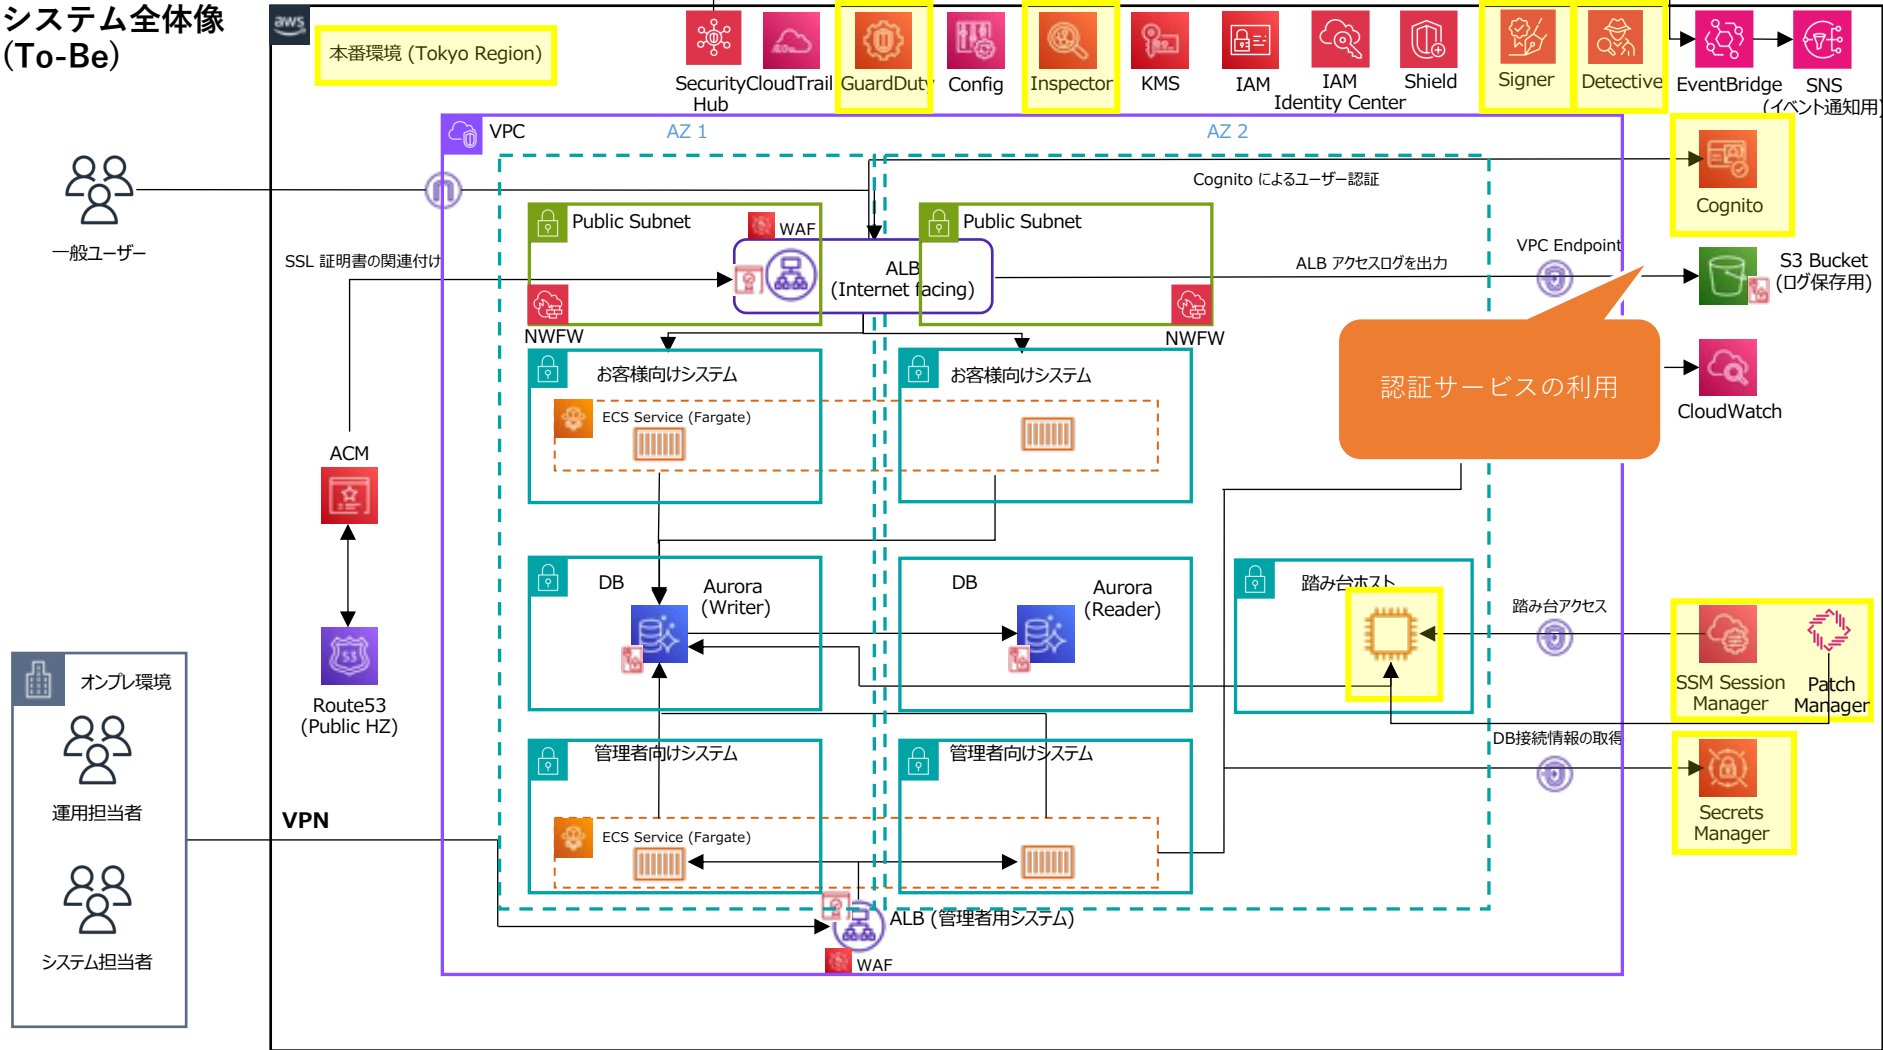 システム全体像
(To-Be)
aws
本番環境 (Tokyo Region)
Security
Hub
CloudTrail
GuardDuty
Config
Inspector
KMS
IAM
IAM
Identity Center
Shield
Signer
Detective
EventBridge
SNS
(イベント通知用)
VPC
AZ 1
AZ 2
Cognito によるユーザー認証
Cognito
一般ユーザー
Public Subnet
WAF
Public Subnet
SSL 証明書の関連付け
ALB
(Internet facing)
ALB アクセスログを出力
VPC Endpoint
S3 Bucket
(ログ保存用)
NWFW
NWFW
お客様向けシステム
お客様向けシステム
認証サービスの利用
CloudWatch
ECS Service (Fargate)
ACM
DB
Aurora
(Writer)
DB
Aurora
(Reader)
踏み台ホスト
踏み台アクセス
53
Route53
(Public HZ)
SSM Session
Manager
Patch
Manager
オンプレ環境
運用担当者
システム担当者
VPN
管理者向けシステム
管理者向けシステム
DB接続情報の取得
Secrets
Manager
ECS Service (Fargate)
ALB (管理者用システム)
WAF